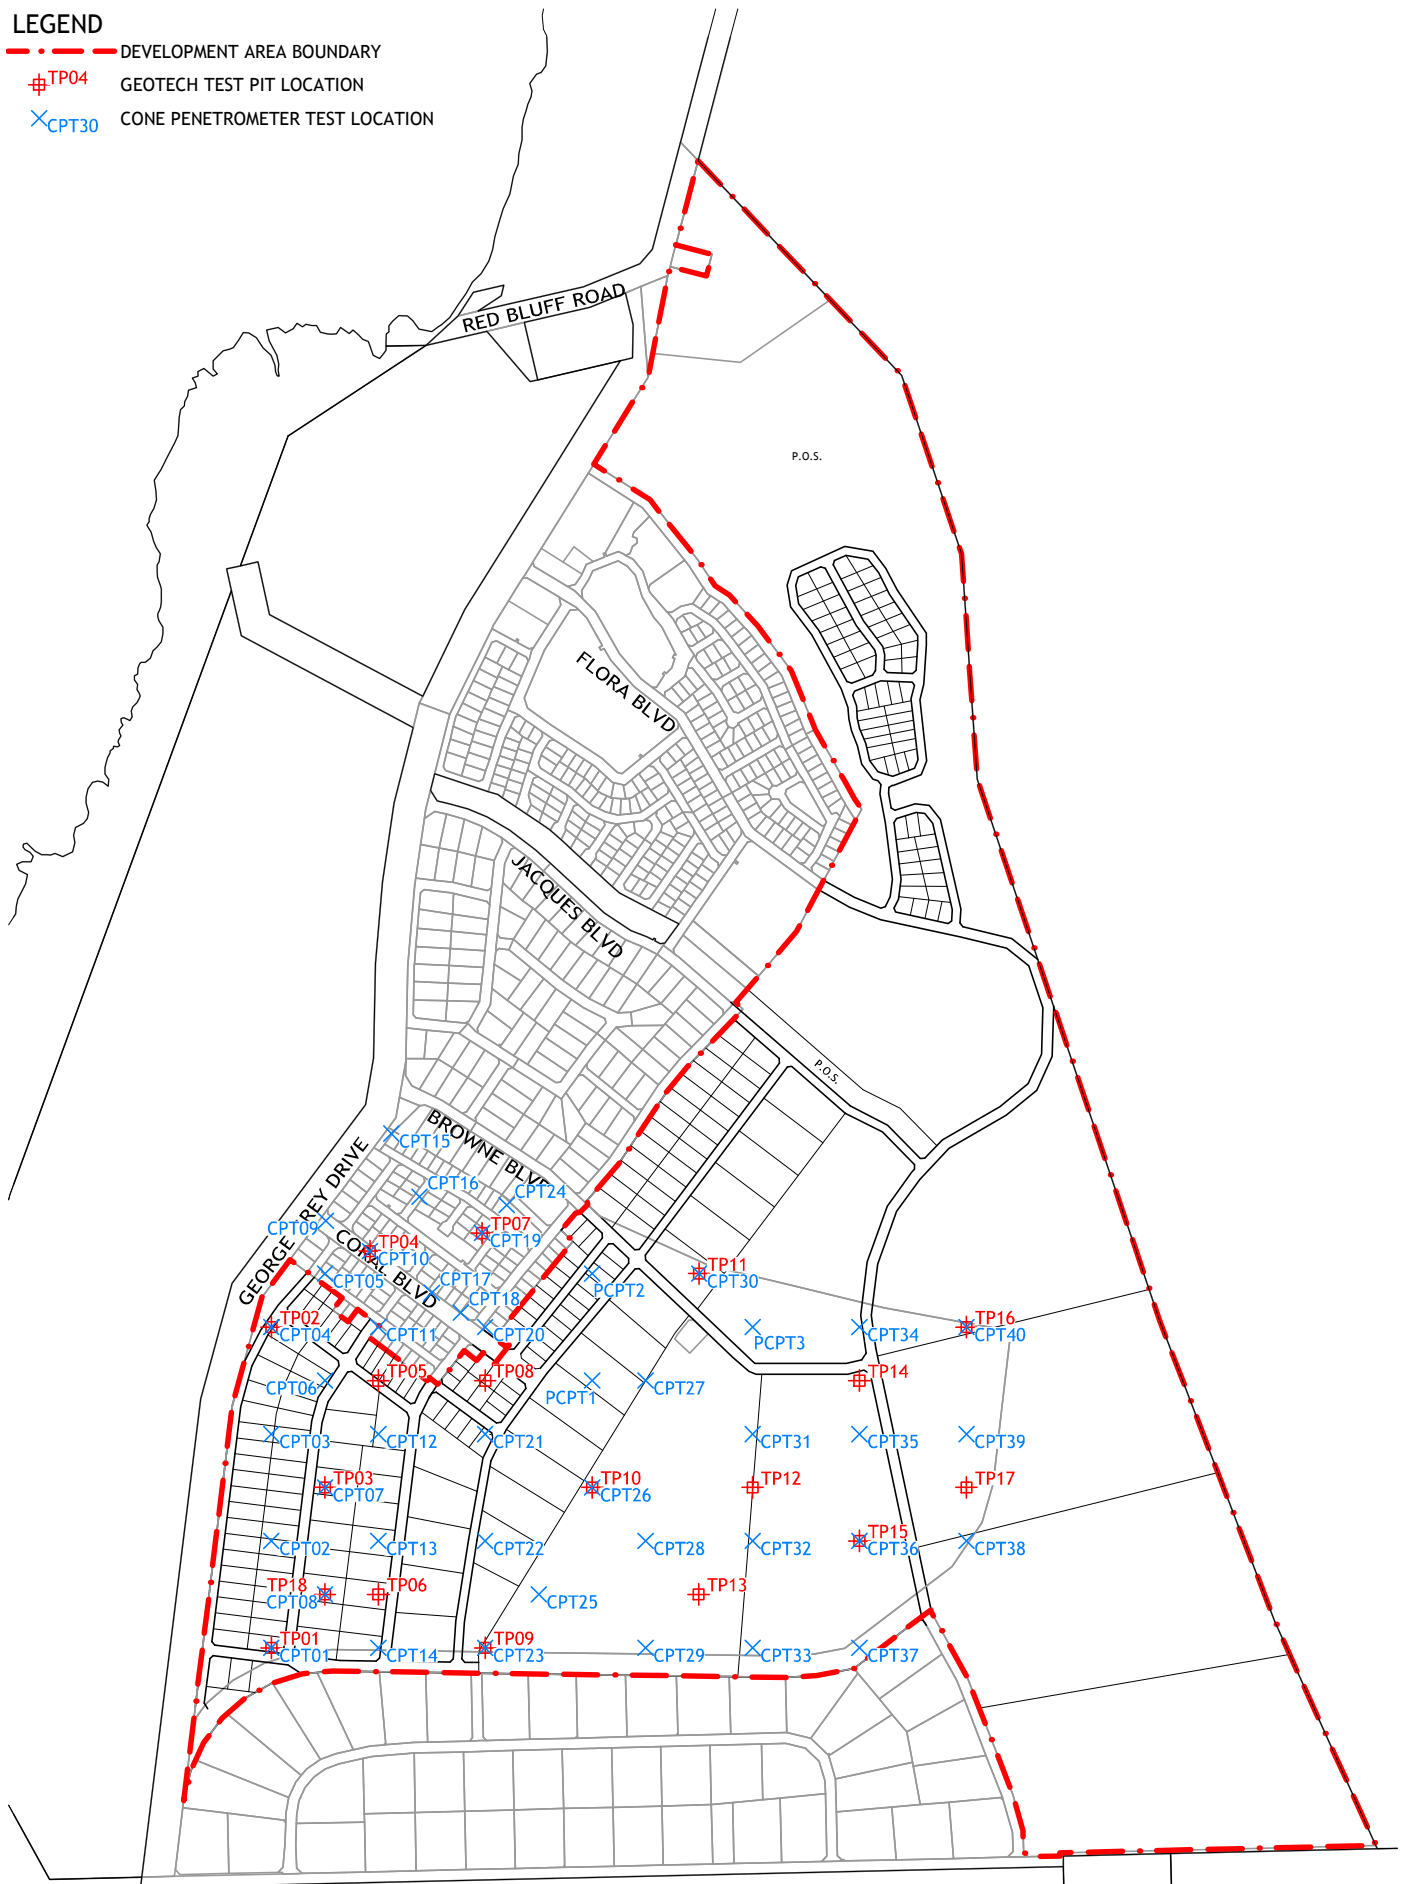 LEGEND
DEVELOPMENT AREA BOUNDARY
TP04
GEOTECH TEST PIT LOCATION
CPT30
CONE PENETROMETER TEST LOCATION
RED BLUFF ROAD
P.O.S.
FLORA BLVD
JACQUES BLVD
P.O.S.
BROWNE BLVD
CPT15
GEORGE GREY DRIVE
CPT16
CPT24
CPT09
TP07
CPT19
CORAL BLVD
TP04
CPT10
CPT05
CPT17
PCPT2
TP11
CPT30
CPT18
TP02
CPT04
CPT11
CPT20
PCPT3
CPT34
TP16
CPT40
CPT06
TP05
TP08
PCPT1
CPT27
TP14
CPT03
CPT12
CPT21
CPT31
CPT35
CPT39
TP03
CPT07
TP10
CPT26
TP12
TP17
CPT02
CPT13
CPT22
CPT28
CPT32
TP15
CPT36
CPT38
TP18
CPT08
TP06
CPT25
TP13
TP01
CPT01
CPT14
TP09
CPT23
CPT29
CPT33
CPT37